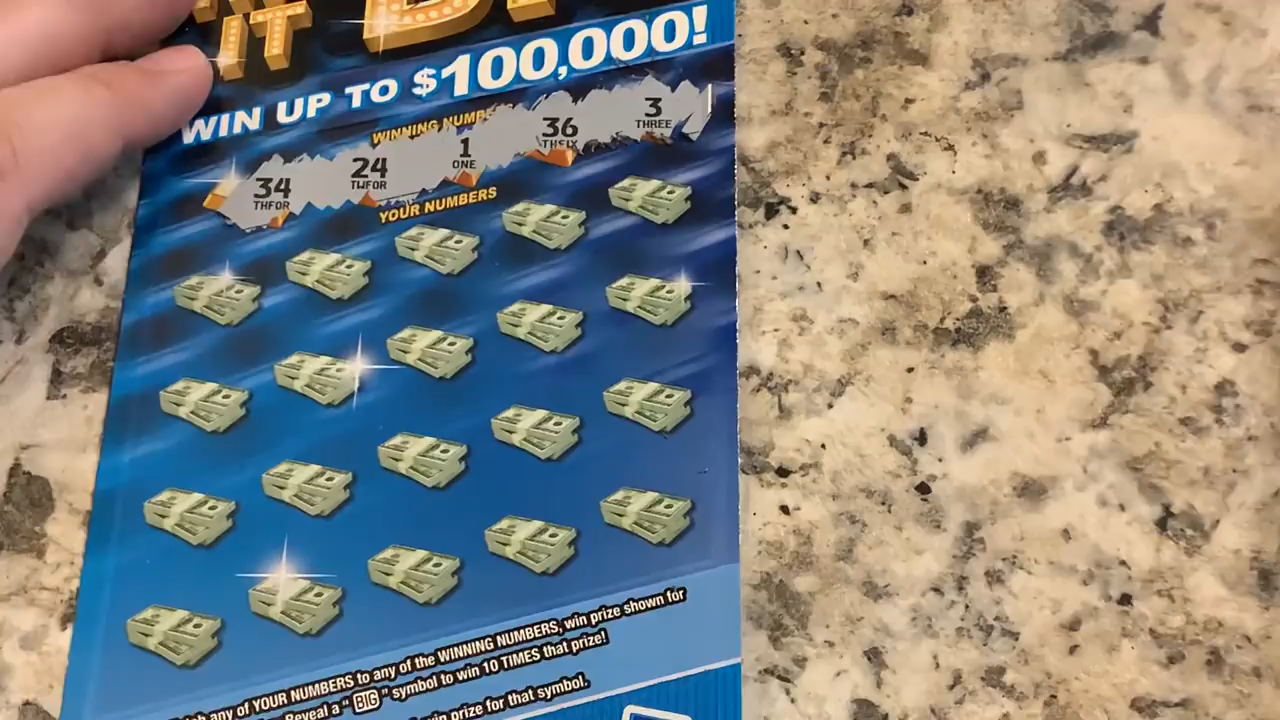 IT
WIN UP TO $100,000!
WINNING NUMBERS
34 24 1 36 3
THFOR TWFOR ONE THSIX THREE
YOUR NUMBERS
any of YOUR NUMBERS to any of the WINNING NUMBERS, win prize shown for
Reveal a " BIG " symbol to win 10 TIMES that prize!
win prize for that symbol.